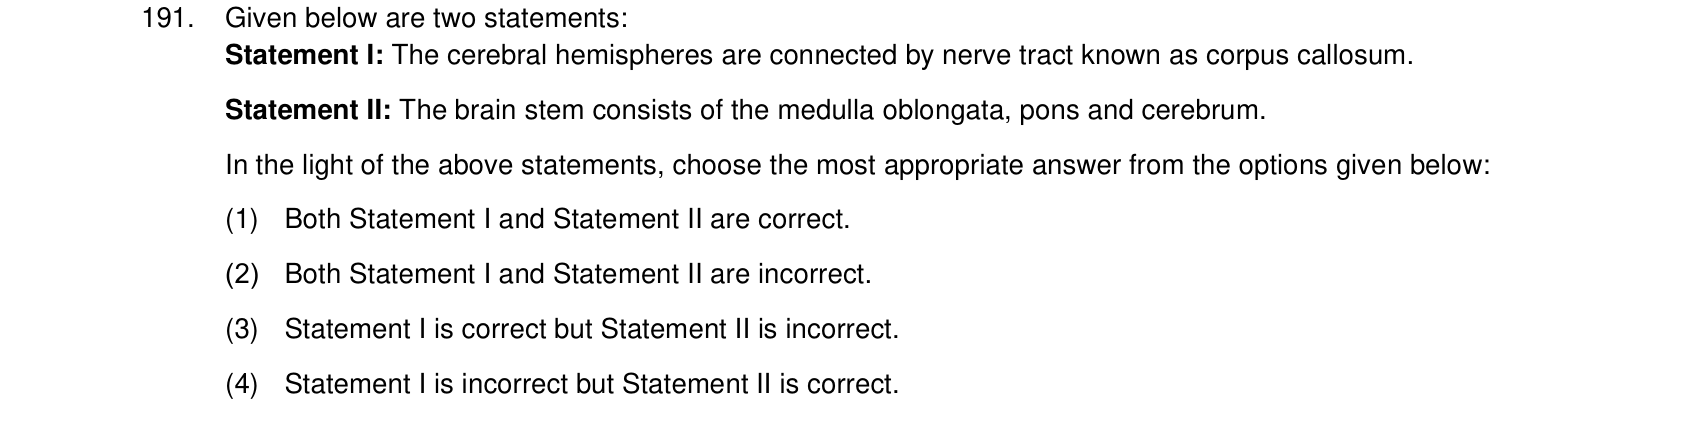 191. Given below are two statements:
Statement I: The cerebral hemispheres are connected by nerve tract known as corpus callosum.
Statement II: The brain stem consists of the medulla oblongata, pons and cerebrum.
In the light of the above statements, choose the most appropriate answer from the options given below:
(1) Both Statement I and Statement II are correct.
(2) Both Statement I and Statement II are incorrect.
(3) Statement I is correct but Statement II is incorrect.
(4) Statement I is incorrect but Statement II is correct.